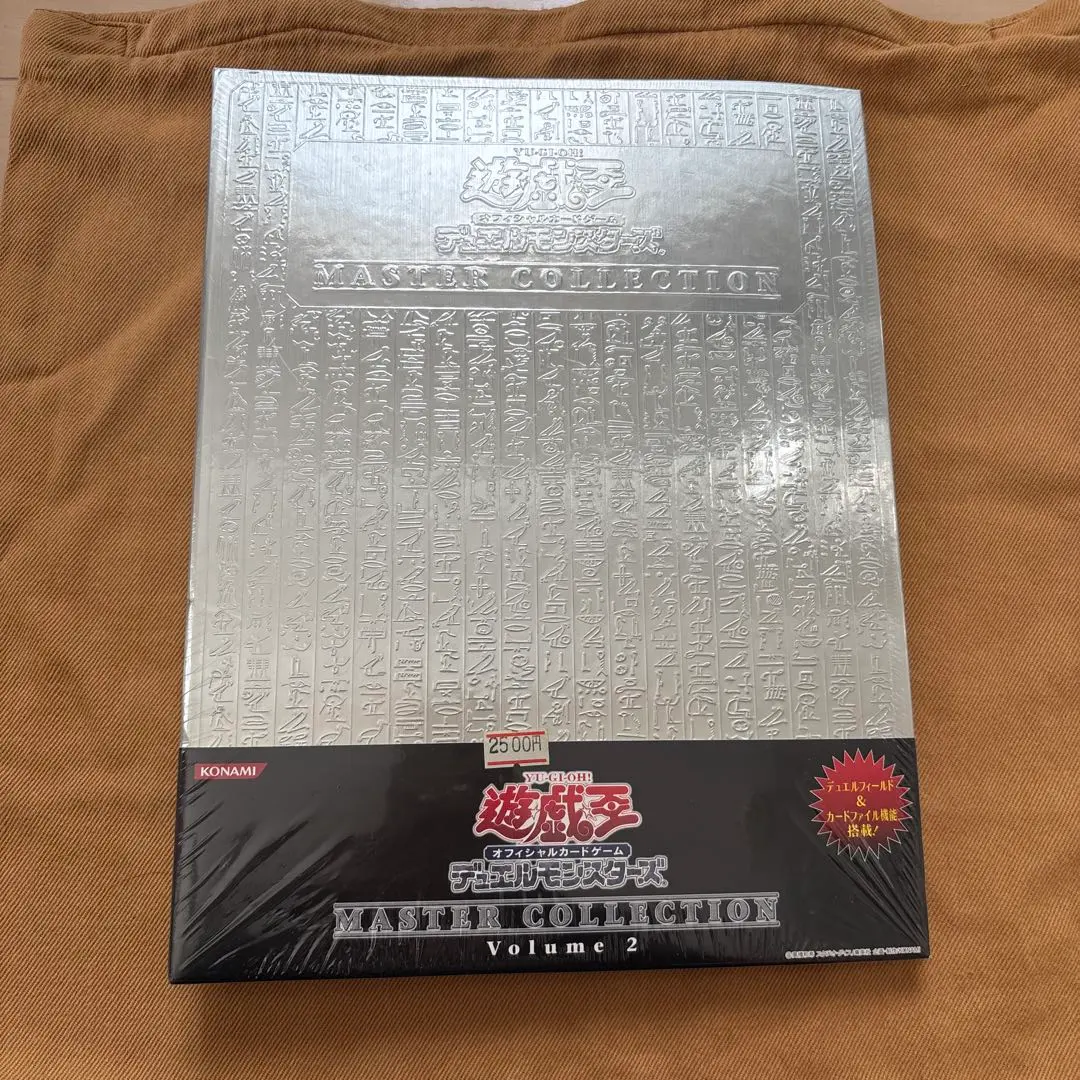 YU-GI-OH!
遊戯王
オフィシャルカードゲーム
デュエルモンスターズ
MASTER COLLECTION
2500円
KONAMI
YU-GI-OH!
遊戯王
オフィシャルカードゲーム
デュエルモンスターズ
MASTER COLLECTION
Volume 2
デュエルフィールド
&
カードファイル機能
搭載!